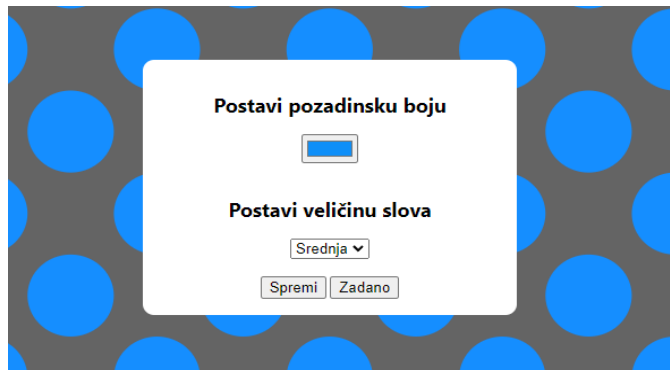 Postavi pozadinsku boju
Postavi veličinu slova
Srednja
Spremi Zadano